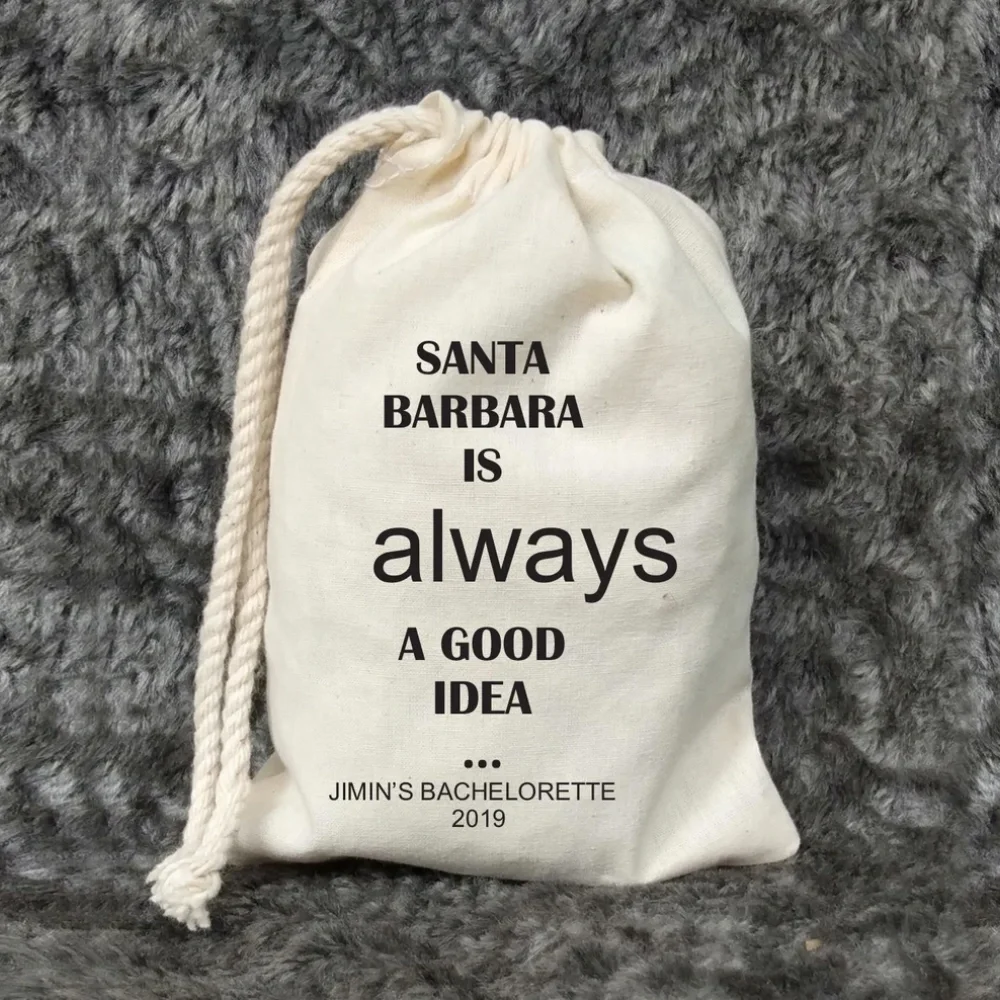 SANTA
BARBARA
IS
always
A GOOD
IDEA
...
JIMIN'S BACHELORETTE
2019